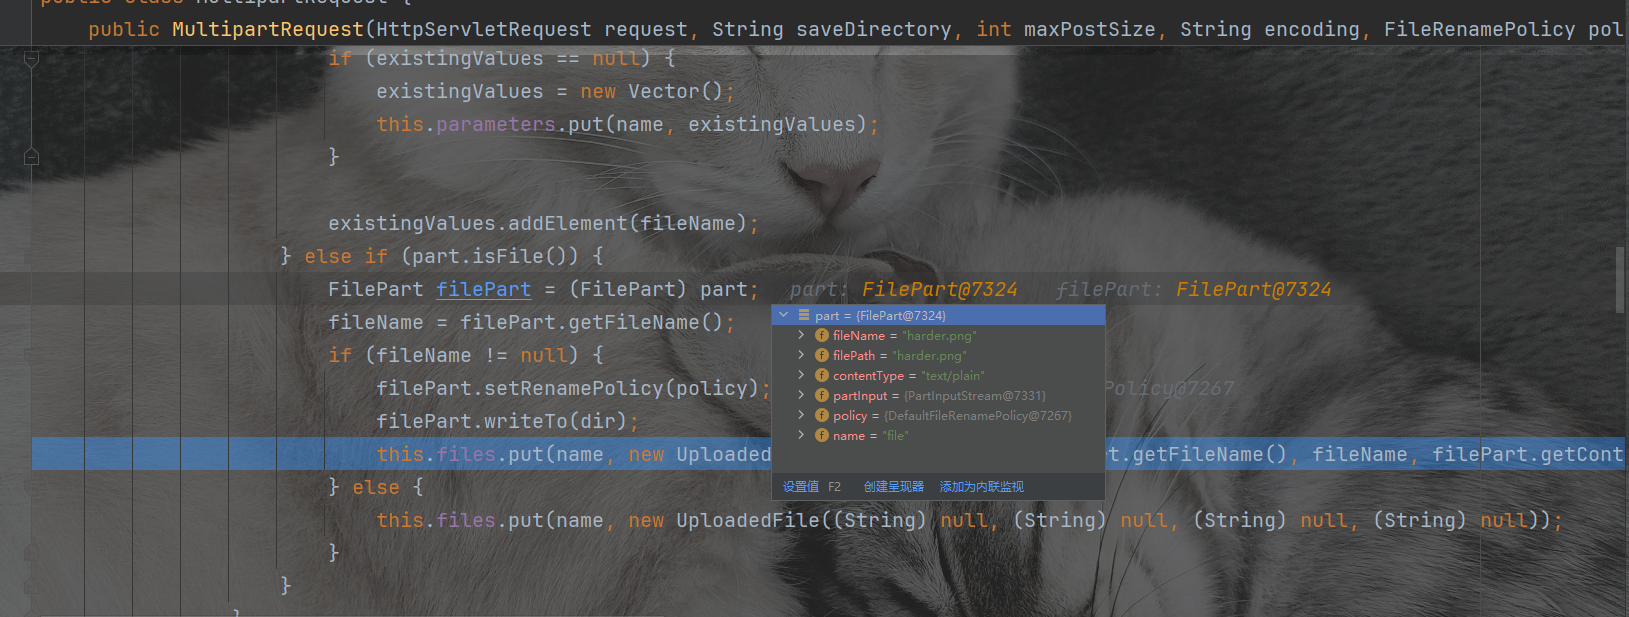 public class MultipartRequest {
public MultipartRequest(HttpServletRequest request, String saveDirectory, int maxPostSize, String encoding, FileRenamePolicy pol
if (existingValues == null) {
existingValues = new Vector();
this.parameters.put(name, existingValues);
}
existingValues.addElement(fileName);
} else if (part.isFile()) {
FilePart filePart = (FilePart) part; part: FilePart@7324 filePart: FilePart@7324
fileName = filePart.getFileName();
if (fileName != null) {
filePart.setRenamePolicy(policy); Policy@7267
filePart.writeTo(dir);
this.files.put(name, new Uploaded t.getFileName(), fileName, filePart.getCont
} else {
this.files.put(name, new UploadedFile((String) null, (String) null, (String) null, (String) null));
}
}
}
part = {FilePart@7324}
fileName = "harder.png"
filePath = "harder.png"
contentType = "text/plain"
partInput = {PartInputStream@7331}
policy = {DefaultFileRenamePolicy@7267}
name = "file"
设置值 F2 创建呈现器 添加为内联监视